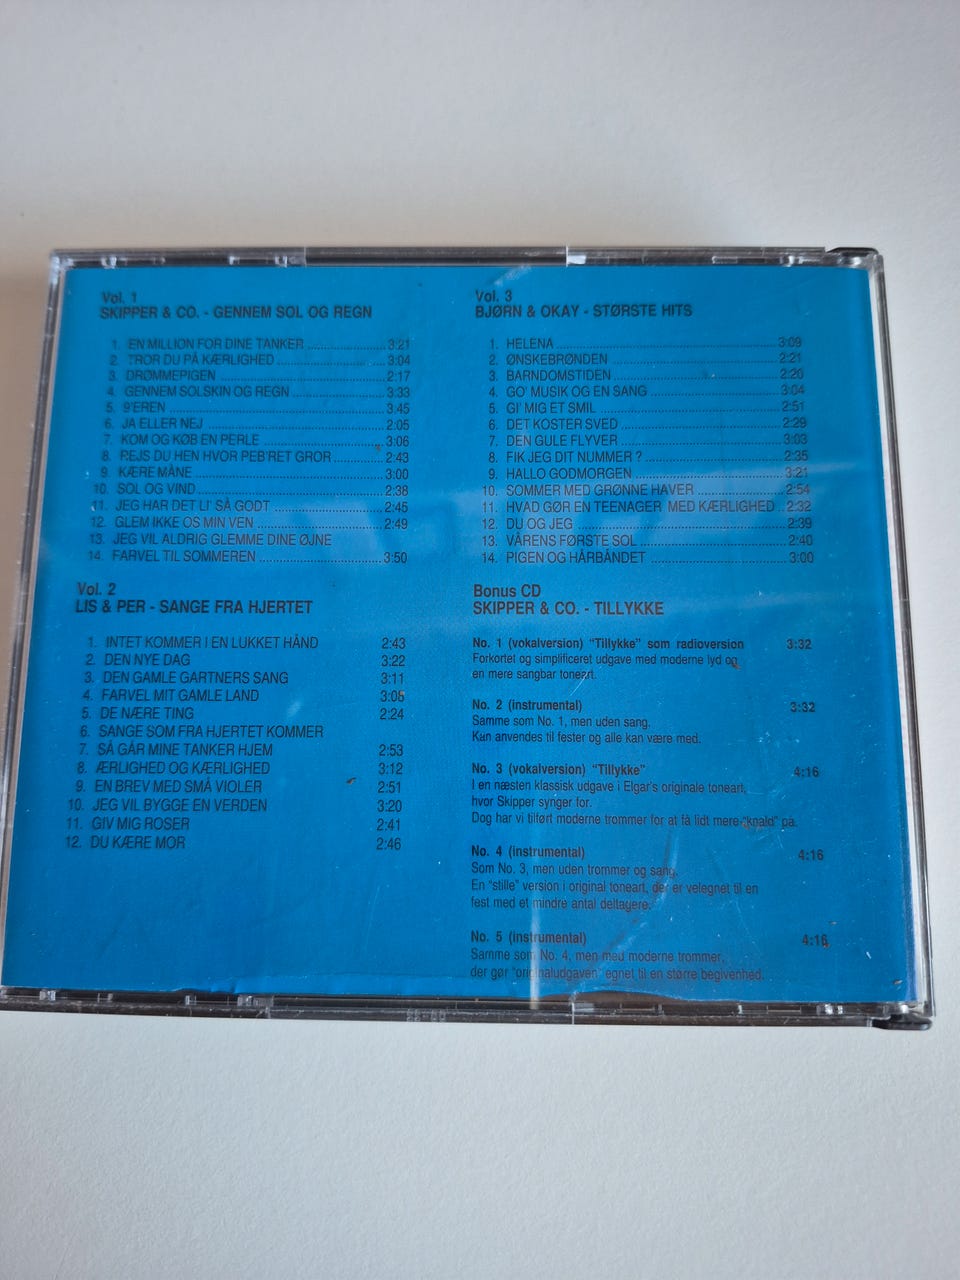 Vol. 1
SKIPPER & CO. - GENNEM SOL OG REGN
1. EN MILLION FOR DINE TANKER 3:21
2. TROR DU PÅ KÆRLIGHED 3:04
3. DRØMMEPIGEN 2:17
4. GENNEM SOLSKIN OG REGN 3:33
5. 9'EREN 3:45
6. JA ELLER NEJ 2:05
7. KOM OG KØB EN PERLE 3:06
8. REJS DU HEN HVOR PEB'RET GROR 2:43
9. KÆRE MÅNE 3:00
10. SOL OG VIND 2:38
11. JEG HAR DET LI' SÅ GODT 2:45
12. GLEM IKKE OS MIN VEN 2:49
13. JEG VIL ALDRIG GLEMME DINE ØJNE
14. FARVEL TIL SOMMEREN 3:50
Vol. 2
LIS & PER - SANGE FRA HJERTET
1. INTET KOMMER I EN LUKKET HÅND 2:43
2. DEN NYE DAG 3:22
3. DEN GAMLE GARTNERS SANG 3:11
4. FARVEL MIT GAMLE LAND 3:05
5. DE NÆRE TING 2:24
6. SANGE SOM FRA HJERTET KOMMER
7. SÅ GÅR MINE TANKER HJEM 2:53
8. ÆRLIGHED OG KÆRLIGHED 3:12
9. EN BREV MED SMÅ VIOLER 2:51
10. JEG VIL BYGGE EN VERDEN 3:20
11. GIV MIG ROSER 2:41
12. DU KÆRE MOR 2:46
Vol. 3
BJØRN & OKAY - STØRSTE HITS
1. HELENA 3:09
2. ØNSKEBRØNDEN 2:21
3. BARNDOMSTIDEN 2:20
4. GO' MUSIK OG EN SANG 3:04
5. GI' MIG ET SMIL 2:51
6. DET KOSTER SVED 2:29
7. DEN GULE FLYVER 3:03
8. FIK JEG DIT NUMMER ? 2:35
9. HALLO GODMORGEN 3:21
10. SOMMER MED GRØNNE HAVER 2:54
11. HVAD GØR EN TEENAGER MED KÆRLIGHED 2:32
12. DU OG JEG 2:39
13. VÅRENS FØRSTE SOL 2:40
14. PIGEN OG HÅRBÅNDET 3:00
Bonus CD
SKIPPER & CO. - TILLYKKE
No. 1 (vokalversion) "Tillykke" som radioversion 3:32
Forkortet og simplificeret udgave med moderne lyd og
en mere sangbar toneart.
No. 2 (instrumental) 3:32
Samme som No. 1, men uden sang.
Kan anvendes til fester og alle kan være med.
No. 3 (vokalversion) "Tillykke" 4:16
I en næsten klassisk udgave i Elgar's originale toneart,
hvor Skipper synger for.
Dog har vi tilført moderne trommer for at få lidt mere "knald" på.
No. 4 (instrumental) 4:16
Som No. 3, men uden trommer og sang.
En "stille" version i original toneart, der er velegnet til en
fest med et mindre antal deltagere.
No. 5 (instrumental) 4:16
Samme som No. 4, men med moderne trommer,
der gør "originaludgaven" egnet til en større begivenhed.